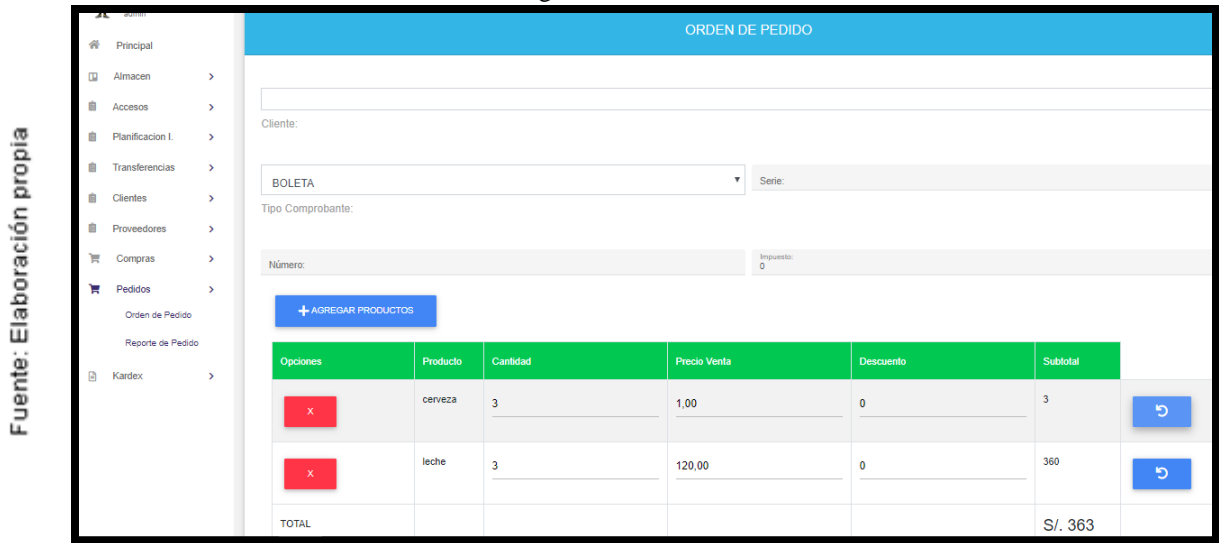 admin
Principal
Almacen
Accesos
Planificacion I.
Transferencias
Clientes
Proveedores
Compras
Pedidos
Orden de Pedido
Reporte de Pedido
Kardex
ORDEN DE PEDIDO
Cliente:
BOLETA
Serie:
Tipo Comprobante:
Número:
Impuesto:
0
AGREGAR PRODUCTOS
Opciones Producto Cantidad Precio Venta Descuento Subtotal
X cerveza 3 1,00 0 3
X leche 3 120,00 0 360
TOTAL S/. 363
Fuente: Elaboración propia